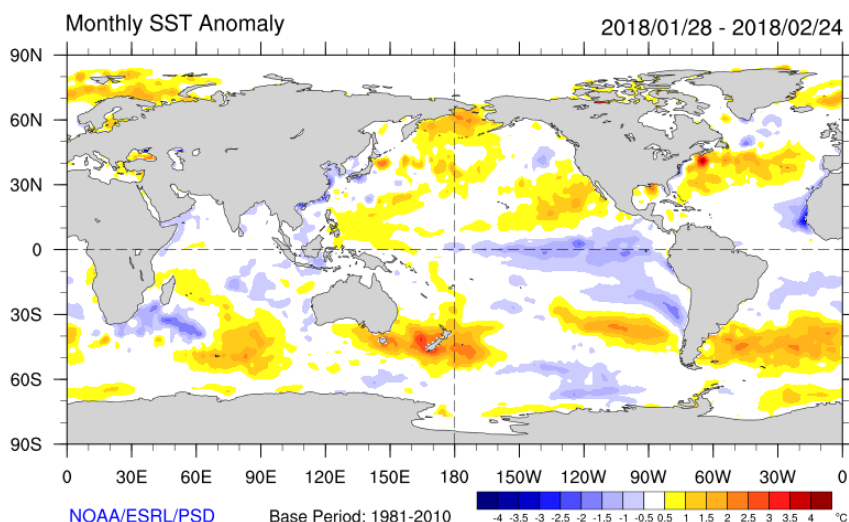 Monthly SST Anomaly 2018/01/28 - 2018/02/24
90N
60N
30N
0
30S
60S
90S
0 30E 60E 90E 120E 150E 180 150W 120W 90W 60W 30W 0
NOAA/ESRL/PSD Base Period: 1981-2010
-4 -3.5 -3 -2.5 -2 -1.5 -1 -0.5 0.5 1 1.5 2 2.5 3 3.5 4 °C